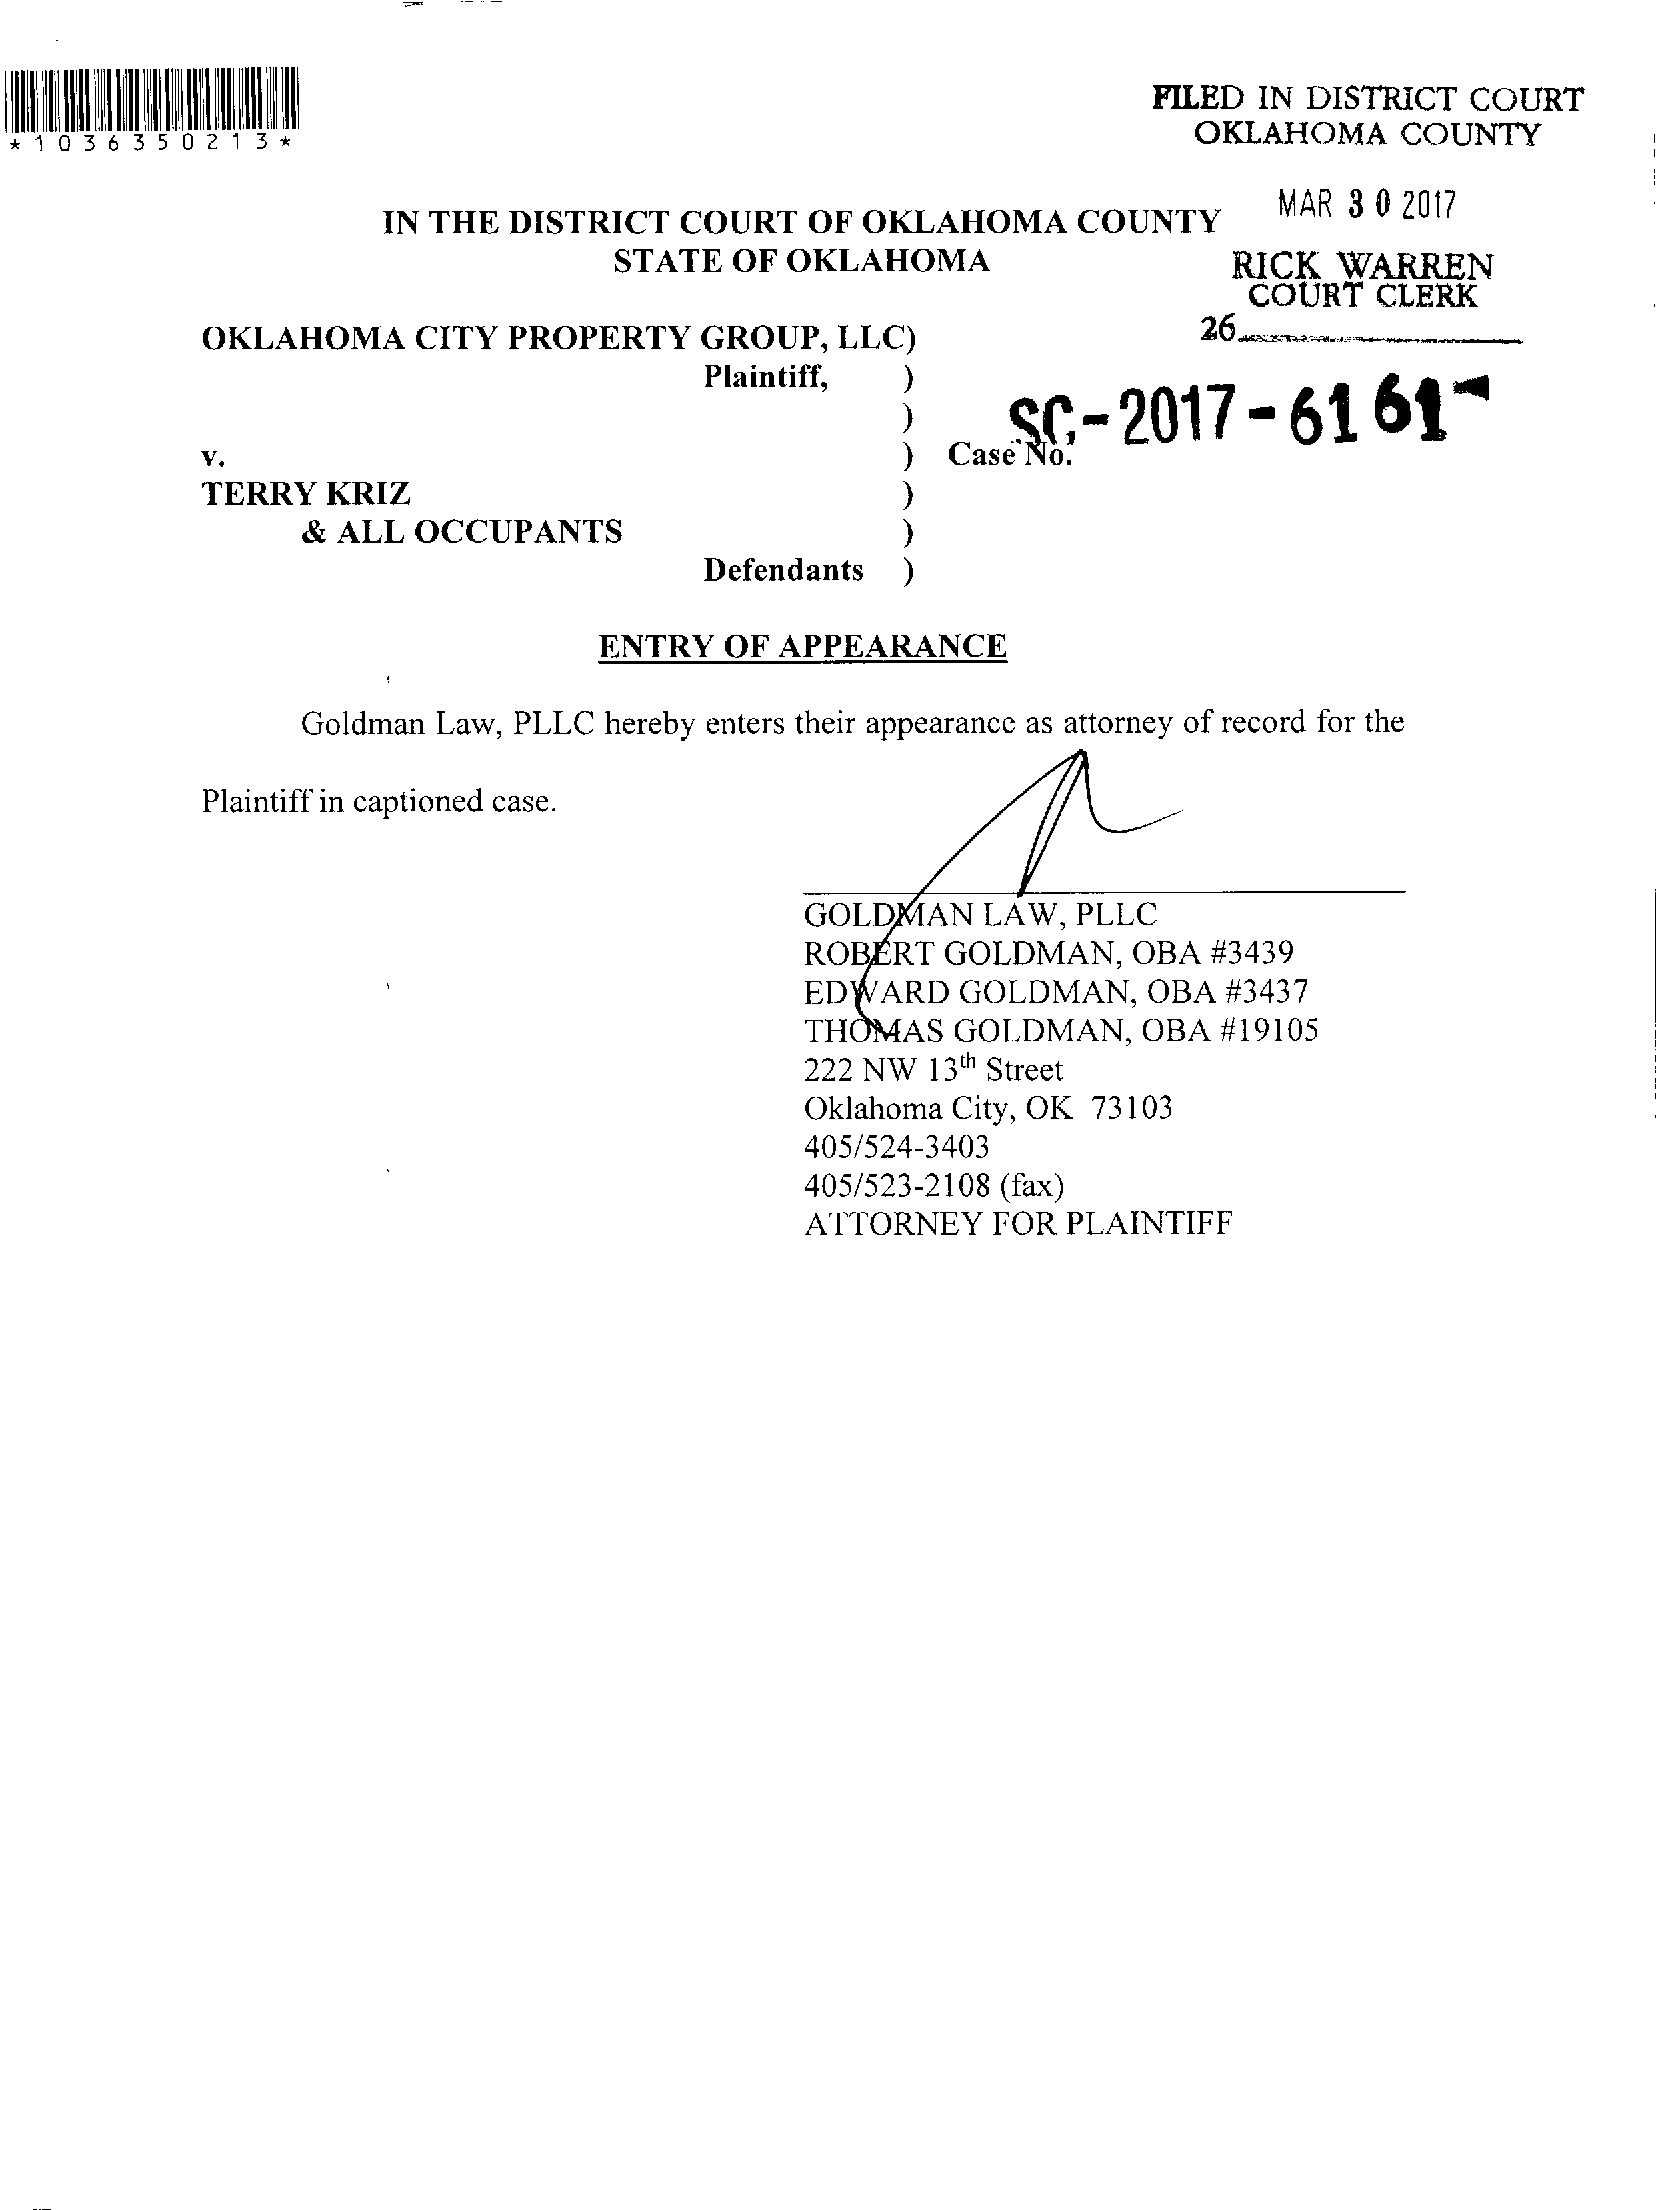 *1036350213*
FILED IN DISTRICT COURT
OKLAHOMA COUNTY
MAR 30 2017
IN THE DISTRICT COURT OF OKLAHOMA COUNTY
STATE OF OKLAHOMA
RICK WARREN
COURT CLERK
26
OKLAHOMA CITY PROPERTY GROUP, LLC)
Plaintiff, )
)
SC-2017-6161
v. ) Case No.
TERRY KRIZ )
& ALL OCCUPANTS )
Defendants )
ENTRY OF APPEARANCE
Goldman Law, PLLC hereby enters their appearance as attorney of record for the
Plaintiff in captioned case.
GOLDMAN LAW, PLLC
ROBERT GOLDMAN, OBA #3439
EDWARD GOLDMAN, OBA #3437
THOMAS GOLDMAN, OBA #19105
222 NW 13th Street
Oklahoma City, OK 73103
405/524-3403
405/523-2108 (fax)
ATTORNEY FOR PLAINTIFF